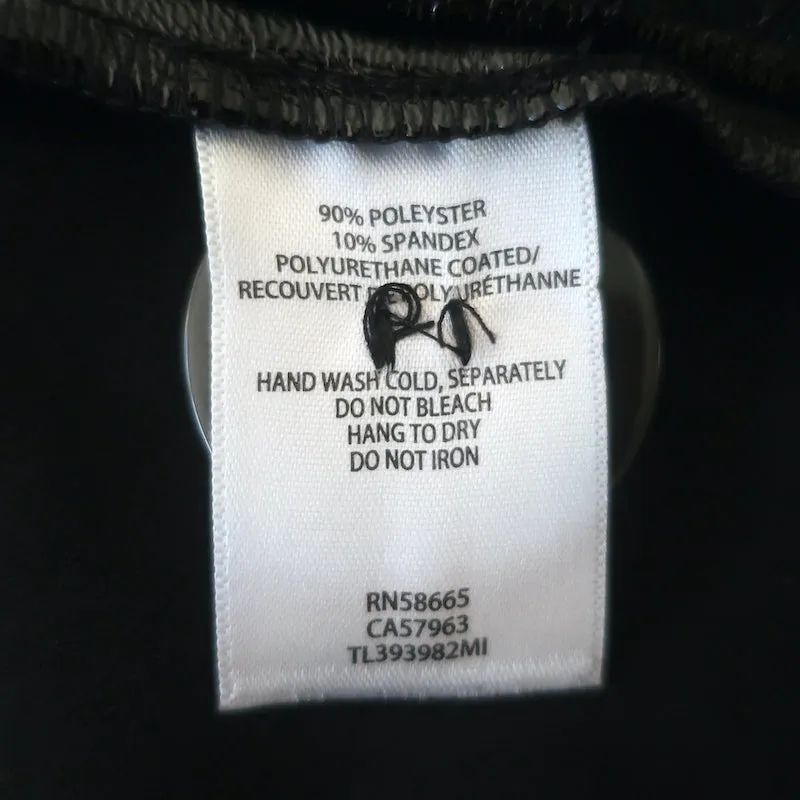 90% POLEYSTER
10% SPANDEX
POLYURETHANE COATED/
RECOUVERT DE POLYURÉTHANNE
HAND WASH COLD, SEPARATELY
DO NOT BLEACH
HANG TO DRY
DO NOT IRON
RN58665
CA57963
TL393982MI